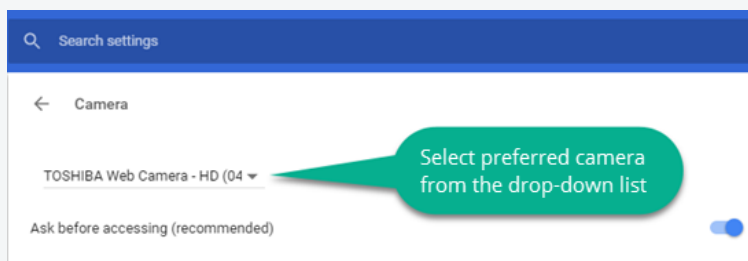 Search settings
Camera
TOSHIBA Web Camera - HD (04
Select preferred camera
from the drop-down list
Ask before accessing (recommended)